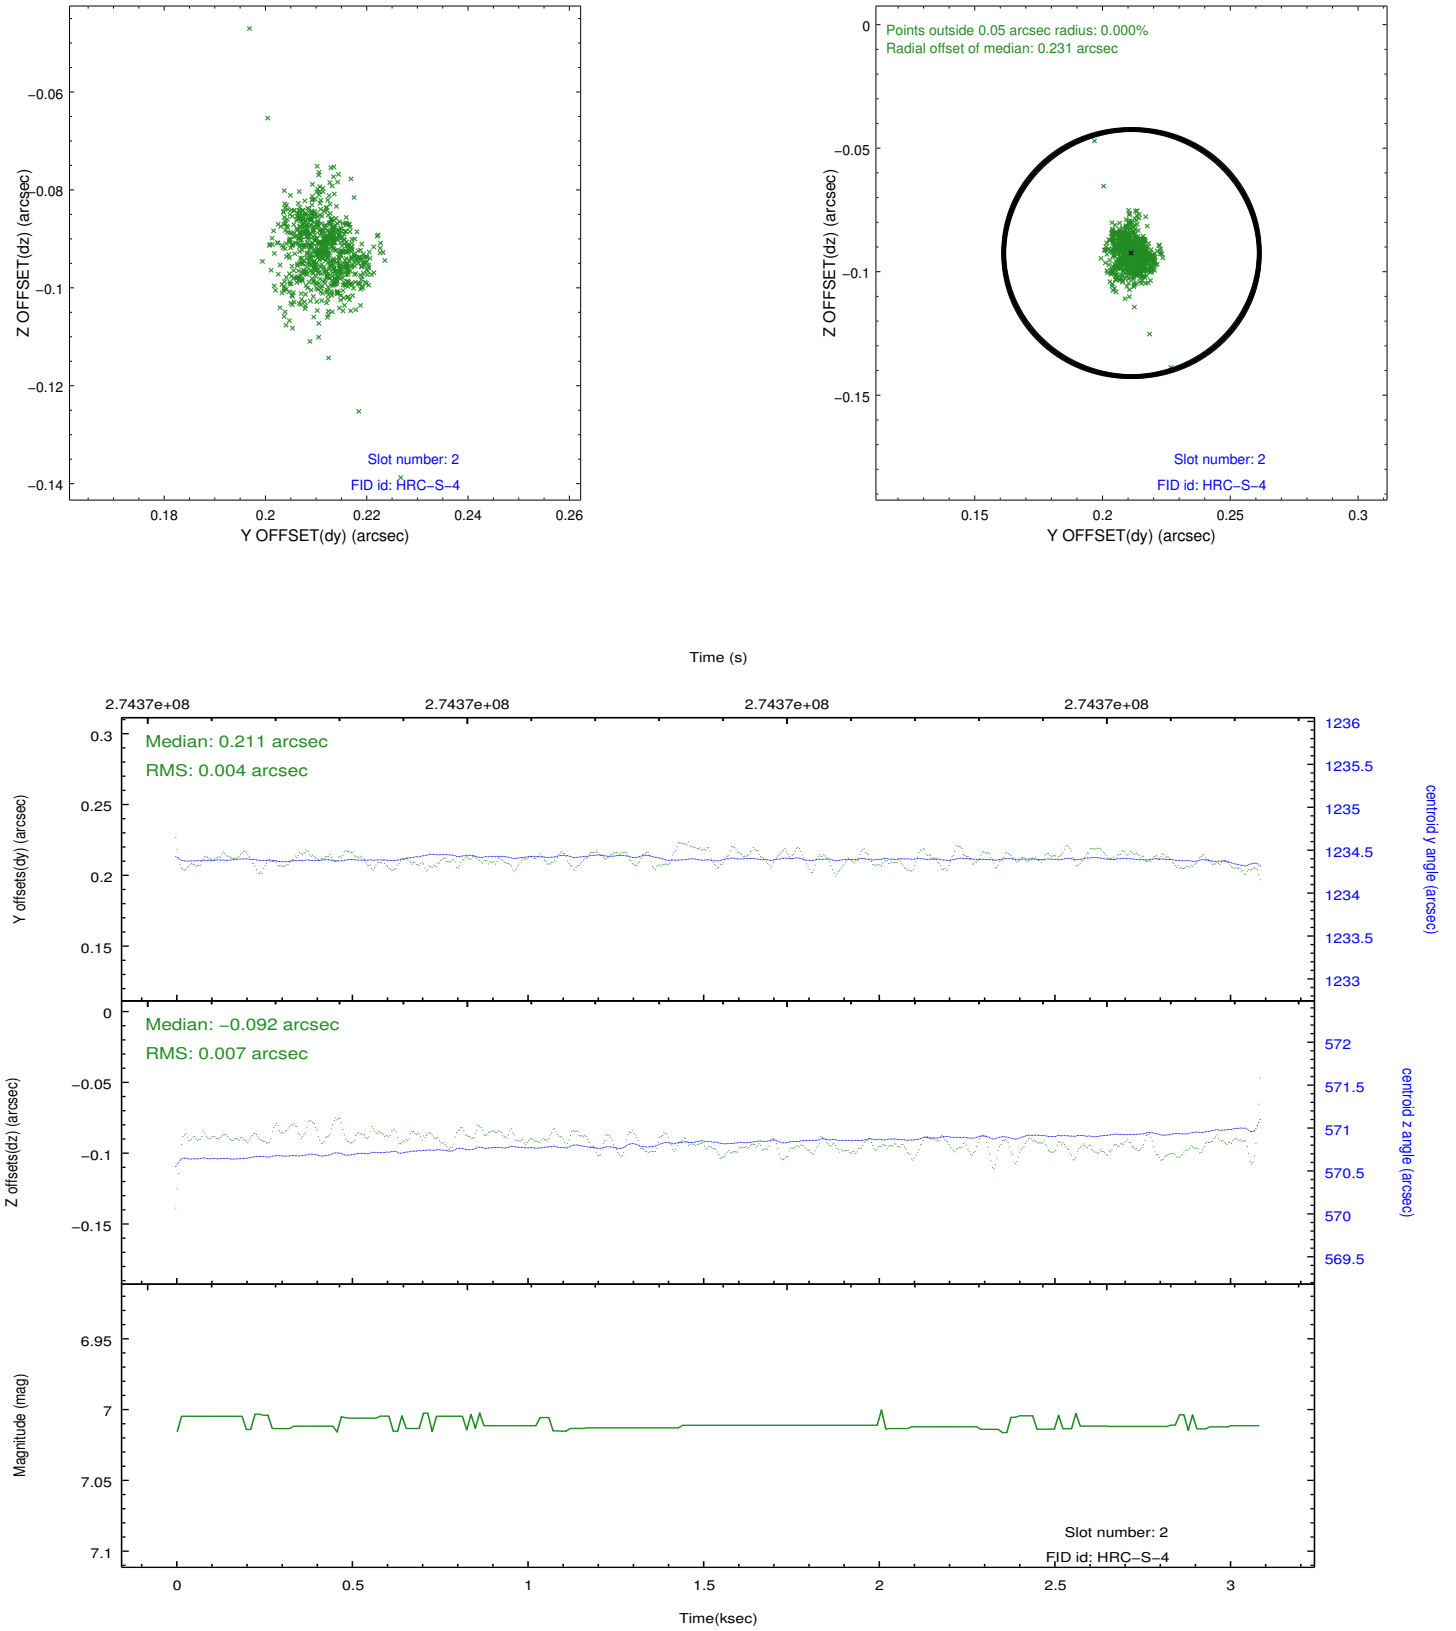 −0.06
−0.08
−0.1
−0.12
−0.14
Z OFFSET(dz) (arcsec)
Slot number: 2
FID id: HRC−S−4
0.18
0.2
0.22
0.24
0.26
Y OFFSET(dy) (arcsec)
Points outside 0.05 arcsec radius: 0.000%
Radial offset of median: 0.231 arcsec
0
−0.05
−0.1
−0.15
Z OFFSET(dz) (arcsec)
Slot number: 2
FID id: HRC−S−4
0.15
0.2
0.25
0.3
Y OFFSET(dy) (arcsec)
Time (s)
2.7437e+08
2.7437e+08
2.7437e+08
2.7437e+08
Median: 0.211 arcsec
RMS: 0.004 arcsec
0.3
0.25
0.2
0.15
Y offsets(dy) (arcsec)
1236
1235.5
1235
1234.5
1234
1233.5
1233
centroid y angle (arcsec)
Median: −0.092 arcsec
RMS: 0.007 arcsec
0
−0.05
−0.1
−0.15
Z offsets(dz) (arcsec)
572
571.5
571
570.5
570
569.5
centroid z angle (arcsec)
6.95
7
7.05
7.1
Magnitude (mag)
Slot number: 2
FID id: HRC−S−4
0
0.5
1
1.5
2
2.5
3
Time(ksec)